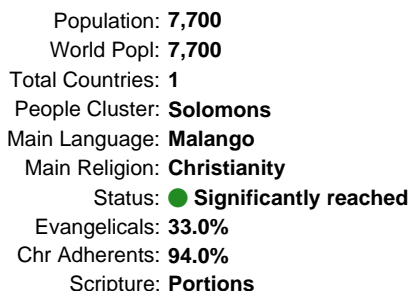 Population: 7,700
World Popl: 7,700
Total Countries: 1
People Cluster: Solomons
Main Language: Malango
Main Religion: Christianity
Status: Significantly reached
Evangelicals: 33.0%
Chr Adherents: 94.0%
Scripture: Portions